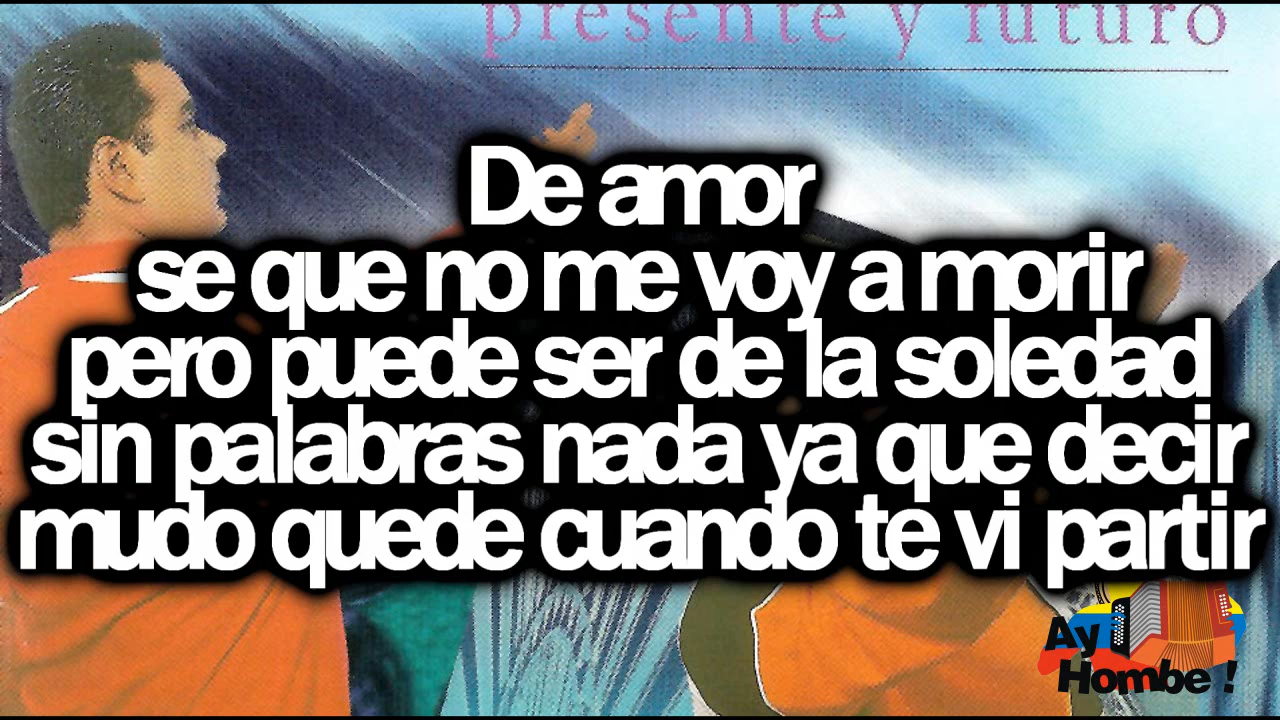 presente y futuro
De amor
se que no me voy a morir
pero puede ser de la soledad
sin palabras nada ya que decir
mudo quede cuando te vi partir
Ay
Hombe !